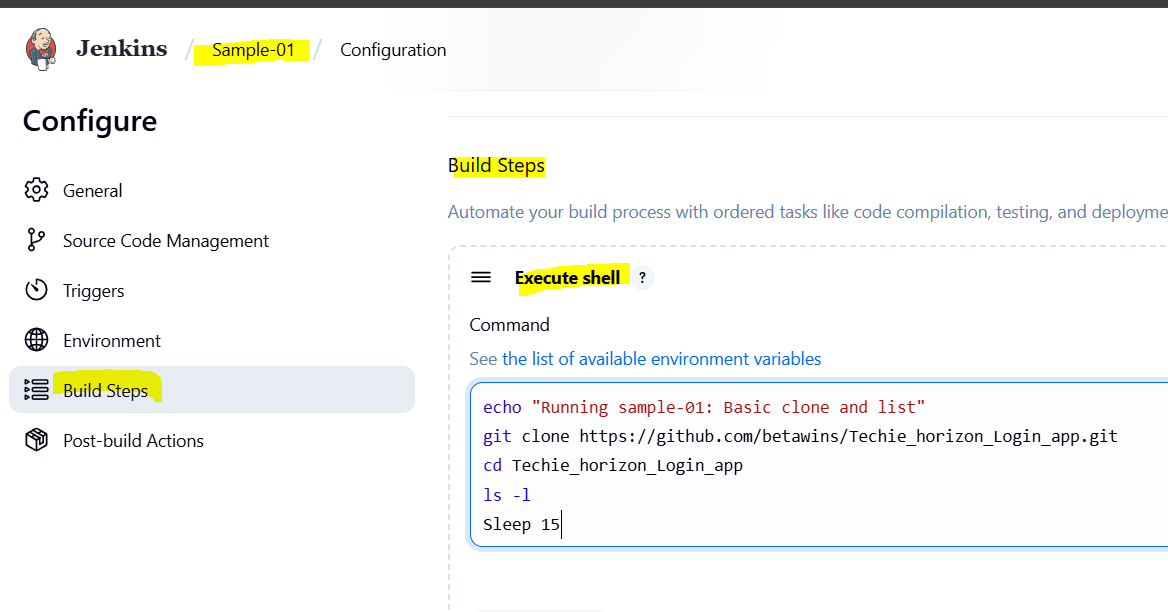 Jenkins / Sample-01 / Configuration
Configure
General
Source Code Management
Triggers
Environment
Build Steps
Post-build Actions
Build Steps
Automate your build process with ordered tasks like code compilation, testing, and deployme
Execute shell ?
Command
See the list of available environment variables
echo "Running sample-01: Basic clone and list"
git clone https://github.com/betawins/Techie_horizon_Login_app.git
cd Techie_horizon_Login_app
ls -l
Sleep 15